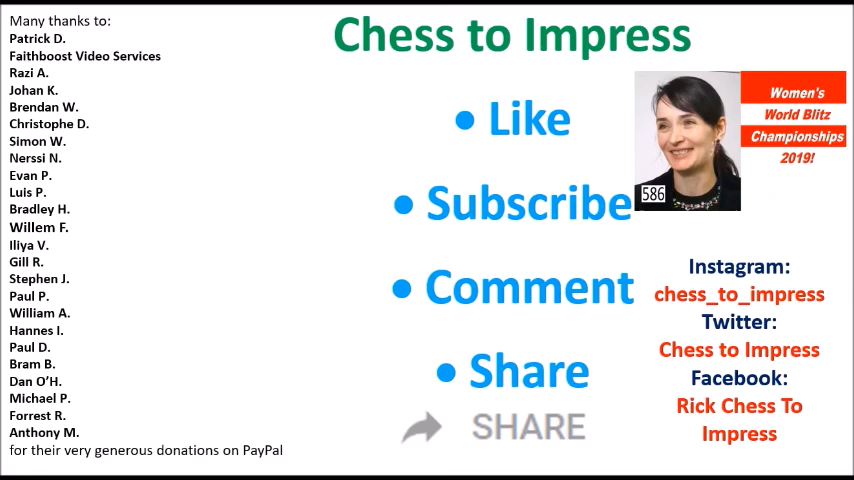 Many thanks to:
Patrick D.
Faithboost Video Services
Razi A.
Johan K.
Brendan W.
Christophe D.
Simon W.
Nerssi N.
Evan P.
Luis P.
Bradley H.
Willem F.
Iliya V.
Gill R.
Stephen J.
Paul P.
William A.
Hannes I.
Paul D.
Bram B.
Dan O’H.
Michael P.
Forrest R.
Anthony M.
for their very generous donations on PayPal
Chess to Impress
• Like
• Subscribe
• Comment
• Share
SHARE
586
Women's
World Blitz
Championships
2019!
Instagram:
chess_to_impress
Twitter:
Chess to Impress
Facebook:
Rick Chess To
Impress